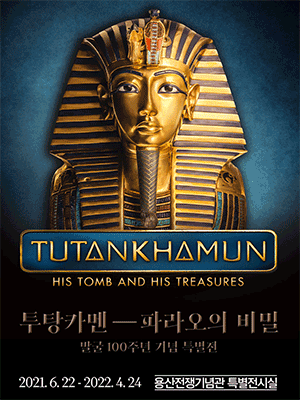 TUTANKHAMUN
HIS TOMB AND HIS TREASURES
투탕카멘 — 파라오의 비밀
발굴 100주년 기념 특별전
2021. 6. 22 - 2022. 4. 24 용산전쟁기념관 특별전시실